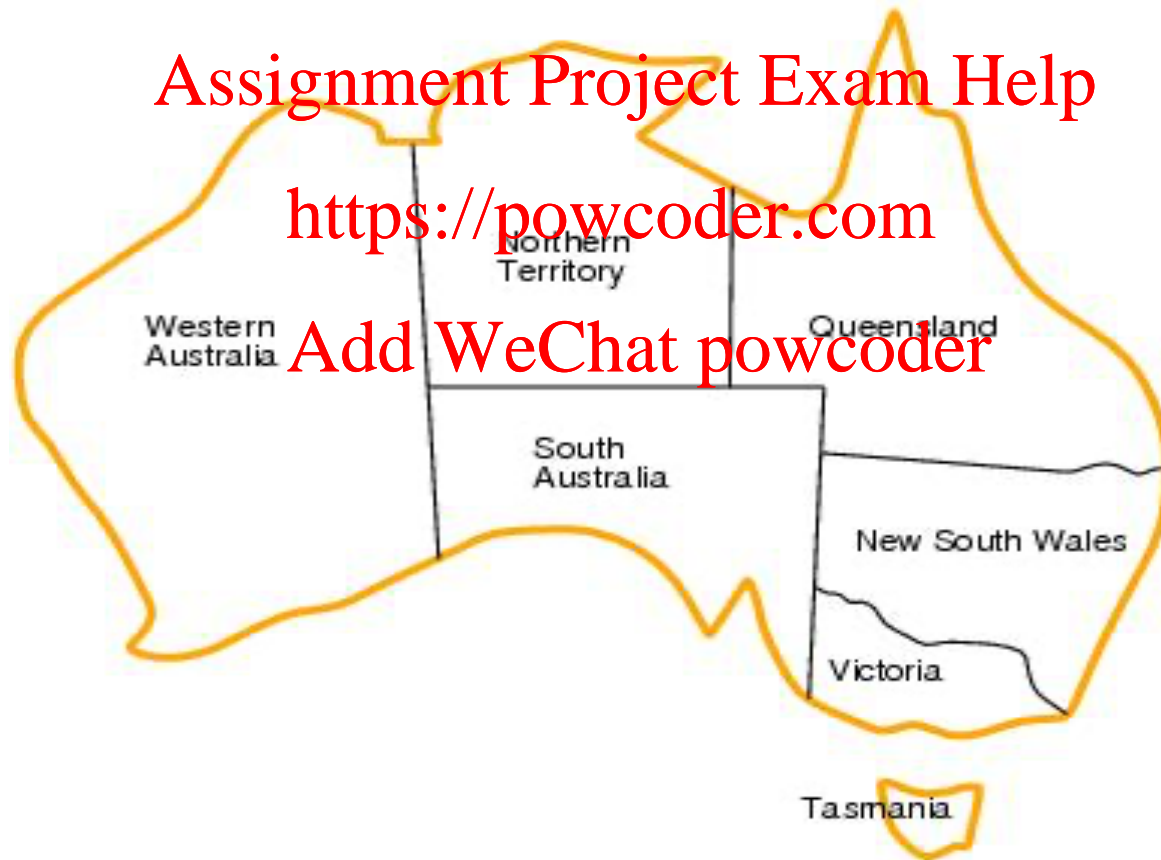 Assignment Project Exam Help
https://powcoder.com
Northern
Territory
Western
Australia
Add WeChat powcoder
Queensland
South
Australia
New South Wales
Victoria
Tasmania